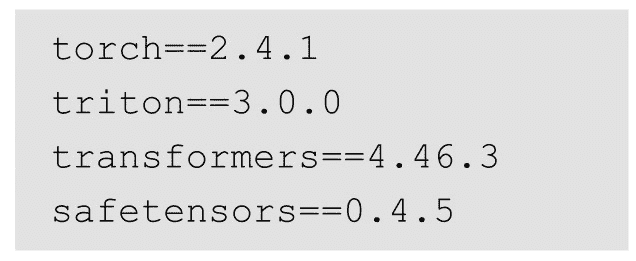 torch==2.4.1
triton==3.0.0
transformers==4.46.3
safetensors==0.4.5